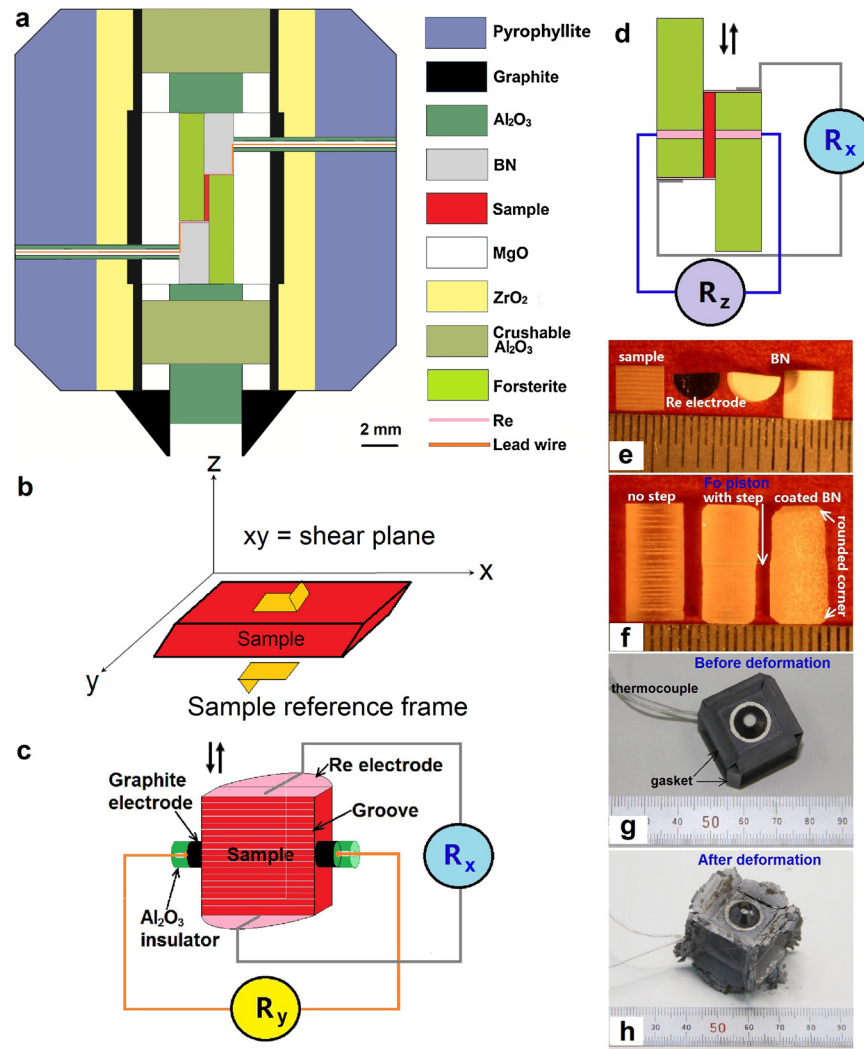 a
Pyrophyllite
Graphite
Al₂O₃
BN
Sample
MgO
ZrO₂
Crushable
Al₂O₃
Forsterite
Re
Lead wire
2 mm
b
z
xy = shear plane
x
Sample
y
Sample reference frame
c
Re electrode
Graphite
electrode
Groove
Sample
Rx
Al₂O₃
insulator
Ry
d
Rx
Rz
sample
BN
Re electrode
e
Fo piston
no step
with step
coated BN
rounded corner
f
Before deformation
thermocouple
gasket
g
30 40 50 60 70 80 90
After deformation
h
30 40 50 60 70 80 90